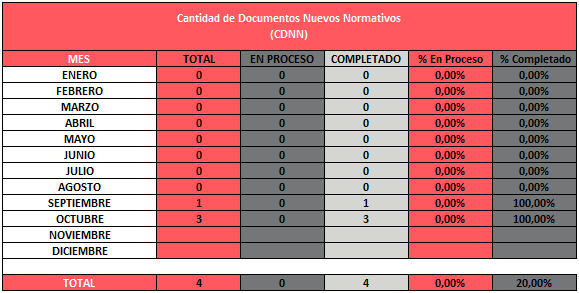 Cantidad de Documentos Nuevos Normativos
(CDNN)
MES TOTAL EN PROCESO COMPLETADO % En Proceso % Completado
ENERO 0 0 0 0,00% 0,00%
FEBRERO 0 0 0 0,00% 0,00%
MARZO 0 0 0 0,00% 0,00%
ABRIL 0 0 0 0,00% 0,00%
MAYO 0 0 0 0,00% 0,00%
JUNIO 0 0 0 0,00% 0,00%
JULIO 0 0 0 0,00% 0,00%
AGOSTO 0 0 0 0,00% 0,00%
SEPTIEMBRE 1 0 1 0,00% 100,00%
OCTUBRE 3 0 3 0,00% 100,00%
NOVIEMBRE
DICIEMBRE
TOTAL 4 0 4 0,00% 20,00%